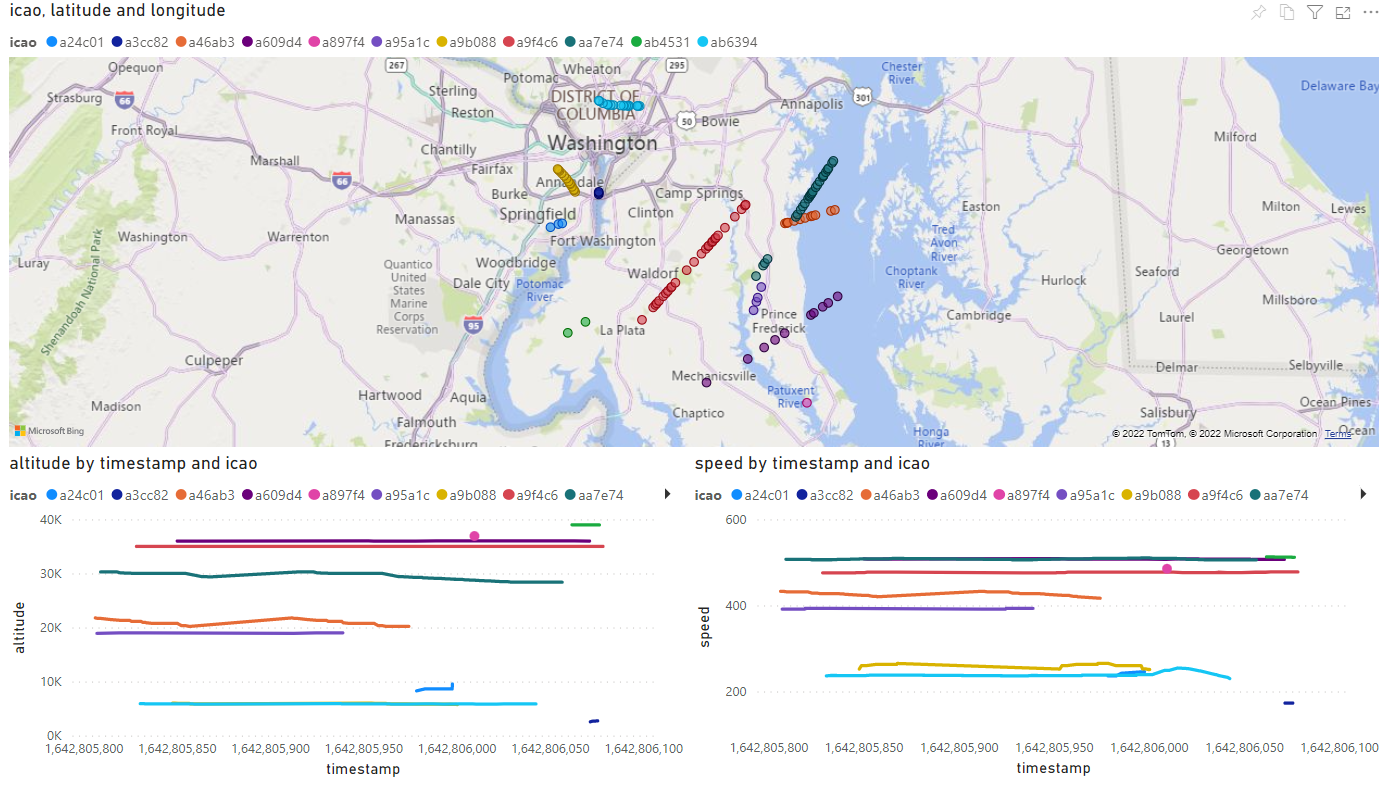 icao, latitude and longitude
icao a24c01 a3cc82 a46ab3 a609d4 a897f4 a95a1c a9b088 a9f4c6 aa7e74 ab4531 ab6394
Opequon
267
Wheaton
295
Chester
River
Potomac
Strasburg
66
Sterling
DISTRICT OF
COLUMBIA
Annapolis
301
Delaware Bay
Reston
50
Bowie
Front Royal
Washington
Milford
Marshall
Chantilly
66
Fairfax
Annandale
Camp Springs
Burke
Easton
Milton
Lewes
Manassas
Springfield
Clinton
Washington
Warrenton
Fort Washington
Tred
Avon
River
Georgetown
Luray
Shenandoah National Park
Quantico
United
States
Marine
Corps
Reservation
Woodbridge
Dale City
Potomac
River
Waldorf
Choptank
River
Hurlock
Seaford
Millsboro
95
La Plata
Prince
Frederick
Cambridge
Laurel
Culpeper
Delmar
Selbyville
Mechanicsville
Hartwood
Aquia
Patuxent
River
Madison
Ocean Pines
Falmouth
Chaptico
Salisbury
Fredericksburg
Honga
River
13
Ocean
Microsoft Bing
© 2022 TomTom, © 2022 Microsoft Corporation Terms
altitude by timestamp and icao
icao a24c01 a3cc82 a46ab3 a609d4 a897f4 a95a1c a9b088 a9f4c6 aa7e74
40K
30K
20K
10K
0K
altitude
1,642,805,800 1,642,805,850 1,642,805,900 1,642,805,950 1,642,806,000 1,642,806,050 1,642,806,100
timestamp
speed by timestamp and icao
icao a24c01 a3cc82 a46ab3 a609d4 a897f4 a95a1c a9b088 a9f4c6 aa7e74
600
400
200
speed
1,642,805,800 1,642,805,850 1,642,805,900 1,642,805,950 1,642,806,000 1,642,806,050 1,642,806,100
timestamp